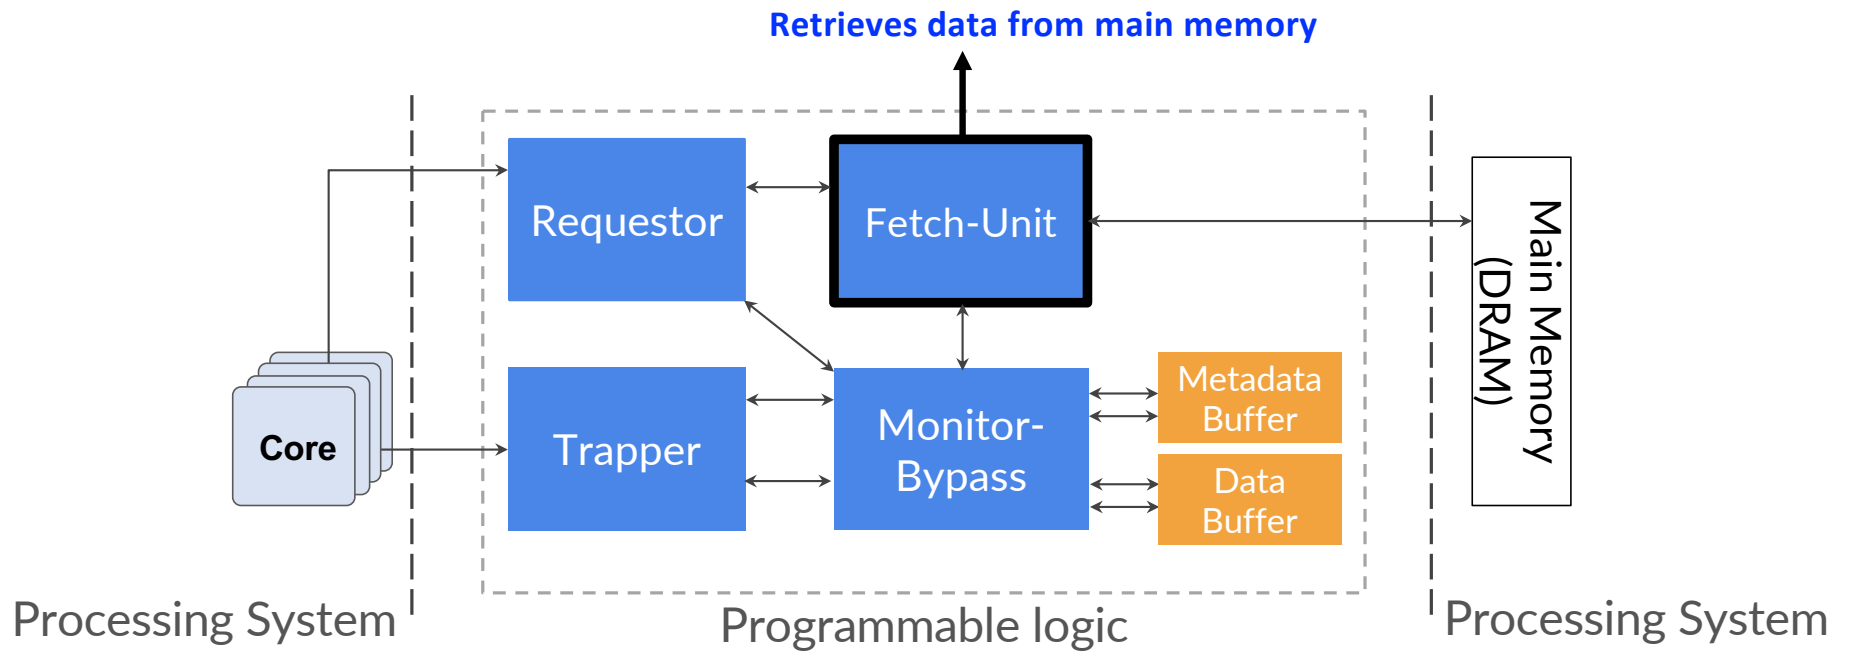 Retrieves data from main memory
Requestor
Fetch-Unit
Main Memory
(DRAM)
Core
Trapper
Monitor-
Bypass
Metadata
Buffer
Data
Buffer
Processing System
Programmable logic
Processing System